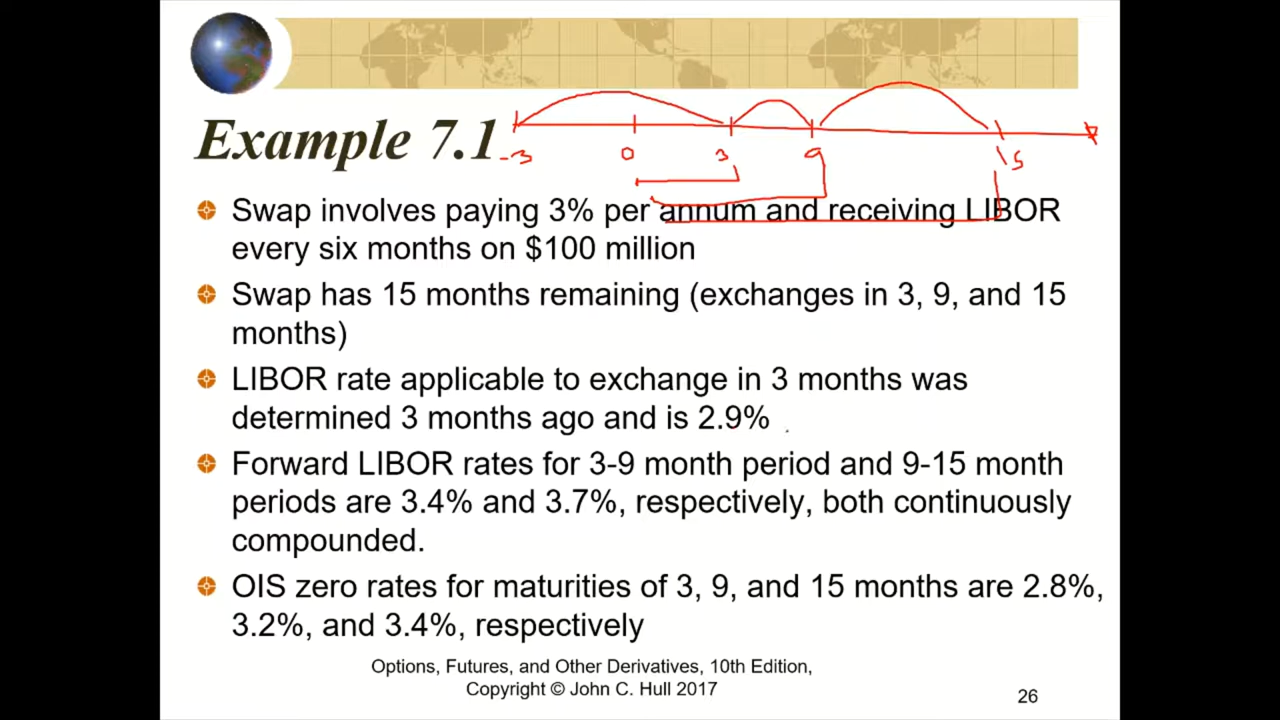 Example 7.1
-3 0 3 9 15
Swap involves paying 3% per annum and receiving LIBOR
every six months on $100 million
Swap has 15 months remaining (exchanges in 3, 9, and 15
months)
LIBOR rate applicable to exchange in 3 months was
determined 3 months ago and is 2.9%
Forward LIBOR rates for 3-9 month period and 9-15 month
periods are 3.4% and 3.7%, respectively, both continuously
compounded.
OIS zero rates for maturities of 3, 9, and 15 months are 2.8%,
3.2%, and 3.4%, respectively
Options, Futures, and Other Derivatives, 10th Edition,
Copyright © John C. Hull 2017
26